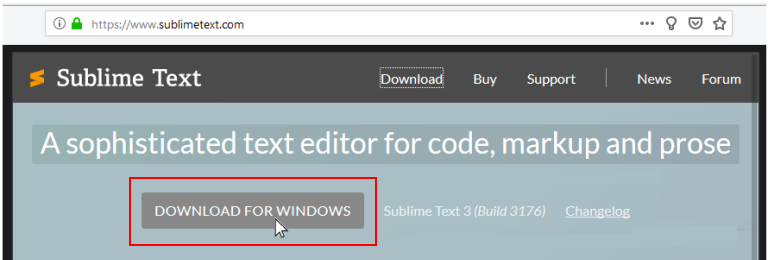 https://www.sublimetext.com
Sublime Text Download Buy Support News Forum
A sophisticated text editor for code, markup and prose
DOWNLOAD FOR WINDOWS Sublime Text 3 (Build 3176) Changelog